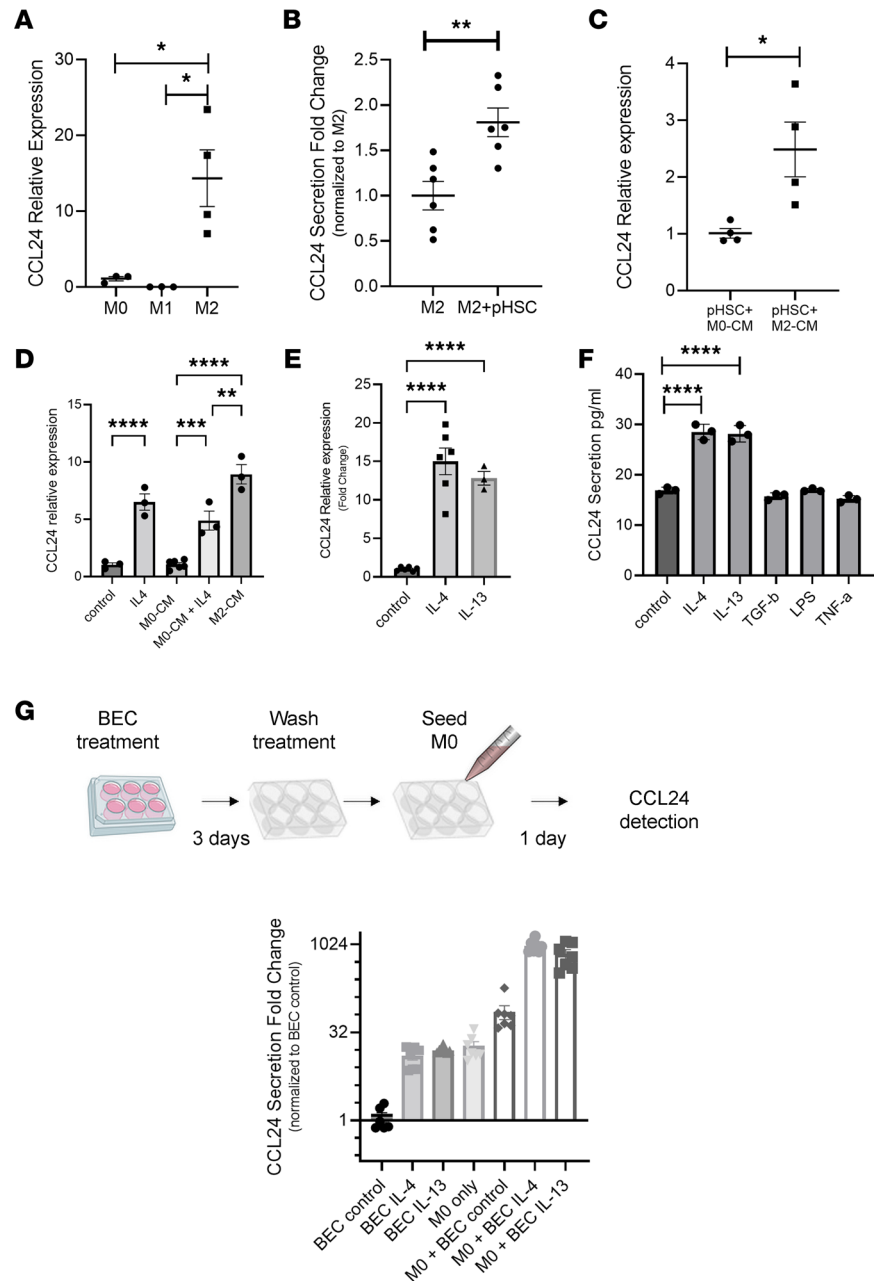 A
*
*
CCL24 Relative Expression
30
20
10
0
M0 M1 M2
B
**
CCL24 Secretion Fold Change
(normalized to M2)
2.5
2.0
1.5
1.0
0.5
0.0
M2 M2+pHSC
C
*
CCL24 Relative expression
4
3
2
1
0
pHSC+ pHSC+
M0-CM M2-CM
D
****
**
**** ***
CCL24 relative expression
15
10
5
0
control
IL4
M0-CM
M0-CM + IL4
M2-CM
E
****
****
CCL24 Relative expression
(Fold Change)
25
20
15
10
5
0
control
IL-4
IL-13
F
****
****
CCL24 Secretion pg/ml
40
30
20
10
0
control
IL-4
IL-13
TGF-b
LPS
TNF-a
G
BEC
treatment
Wash
treatment
Seed
M0
3 days
1 day
CCL24
detection
CCL24 Secretion Fold Change
(normalized to BEC control)
1024
32
1
BEC control
BEC IL-4
BEC IL-13
M0 only
M0 + BEC control
M0 + BEC IL-4
M0 + BEC IL-13